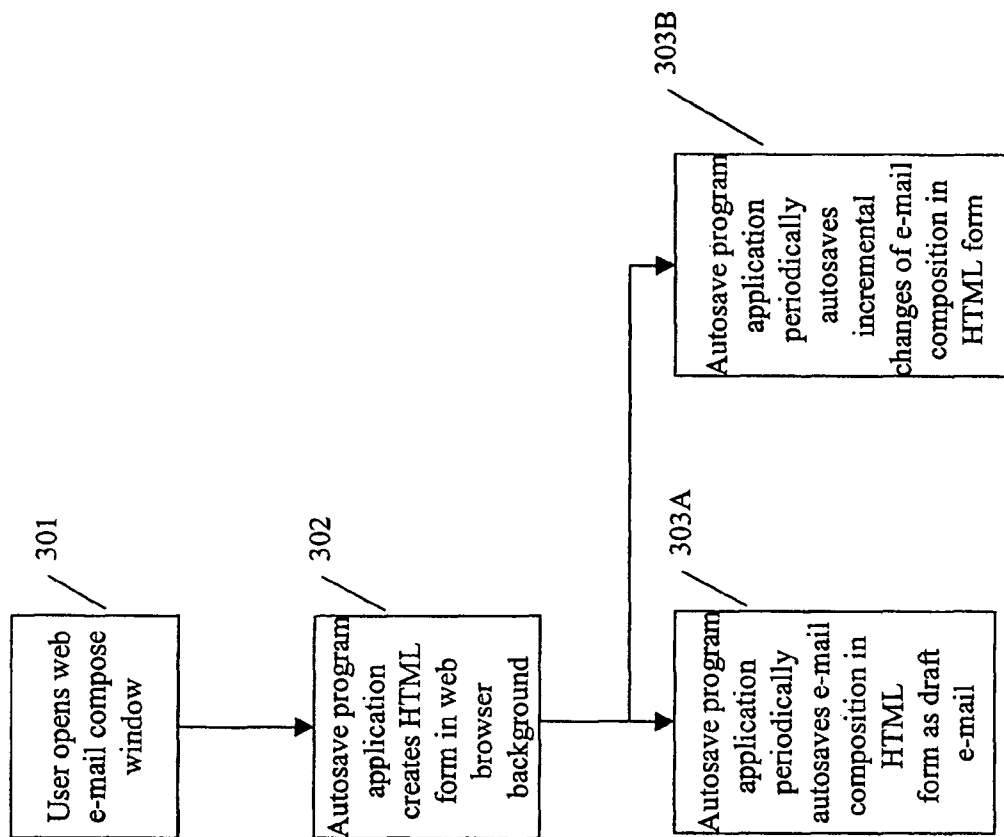 301
User opens web
e-mail compose
window
302
Autosave program
application
creates HTML
form in web
browser
background
303A
Autosave program
application
periodically
autosaves e-mail
composition in
HTML
form as draft
e-mail
303B
Autosave program
application
periodically
autosaves
incremental
changes of e-mail
composition in
HTML form